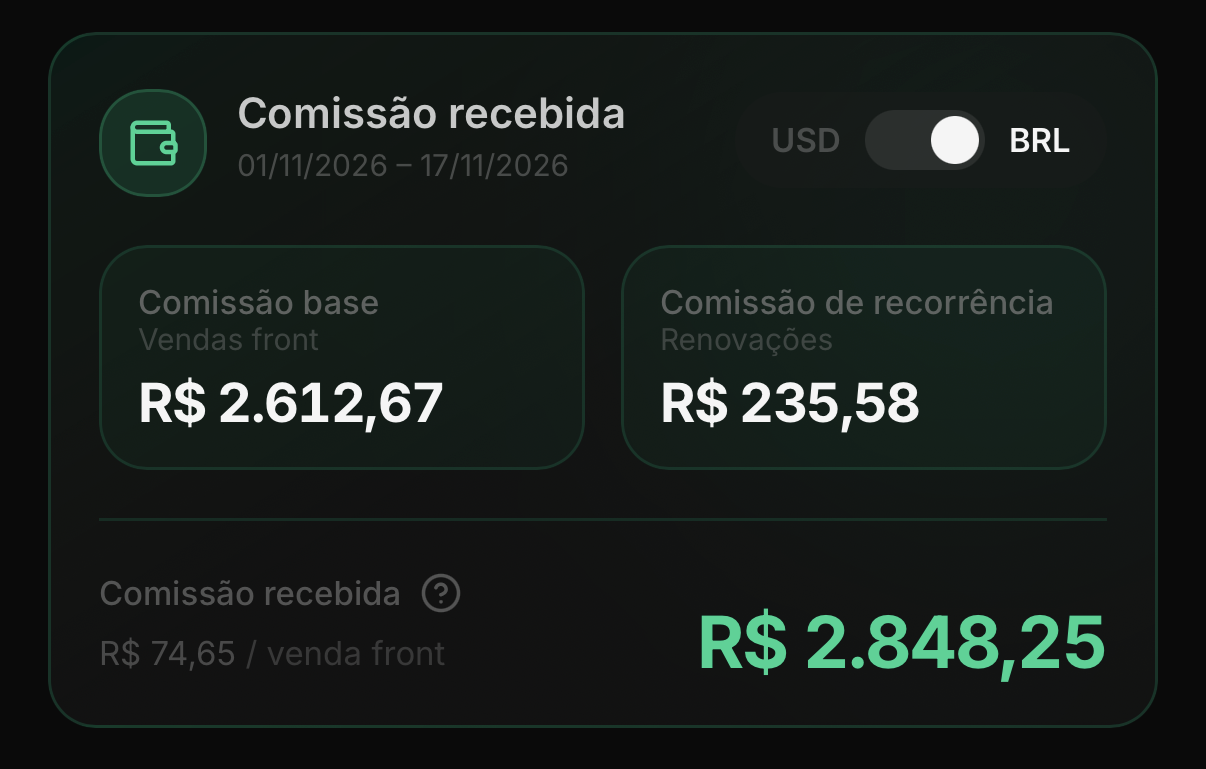 Comissão recebida
01/11/2026 – 17/11/2026
USD
BRL
Comissão base
Vendas front
R$ 2.612,67
Comissão de recorrência
Renovações
R$ 235,58
Comissão recebida ?
R$ 74,65 / venda front
R$ 2.848,25